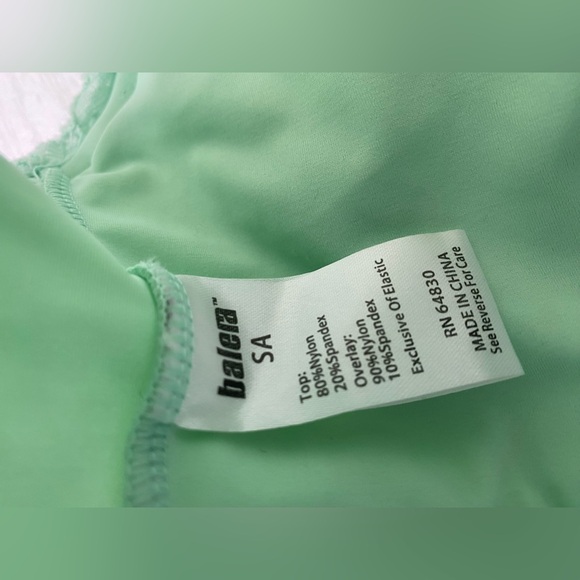 balera™
SA
Top:
80%Nylon
20%Spandex
Overlay:
90%Nylon
10%Spandex
Exclusive Of Elastic
RN 64830
MADE IN CHINA
See Reverse For Care